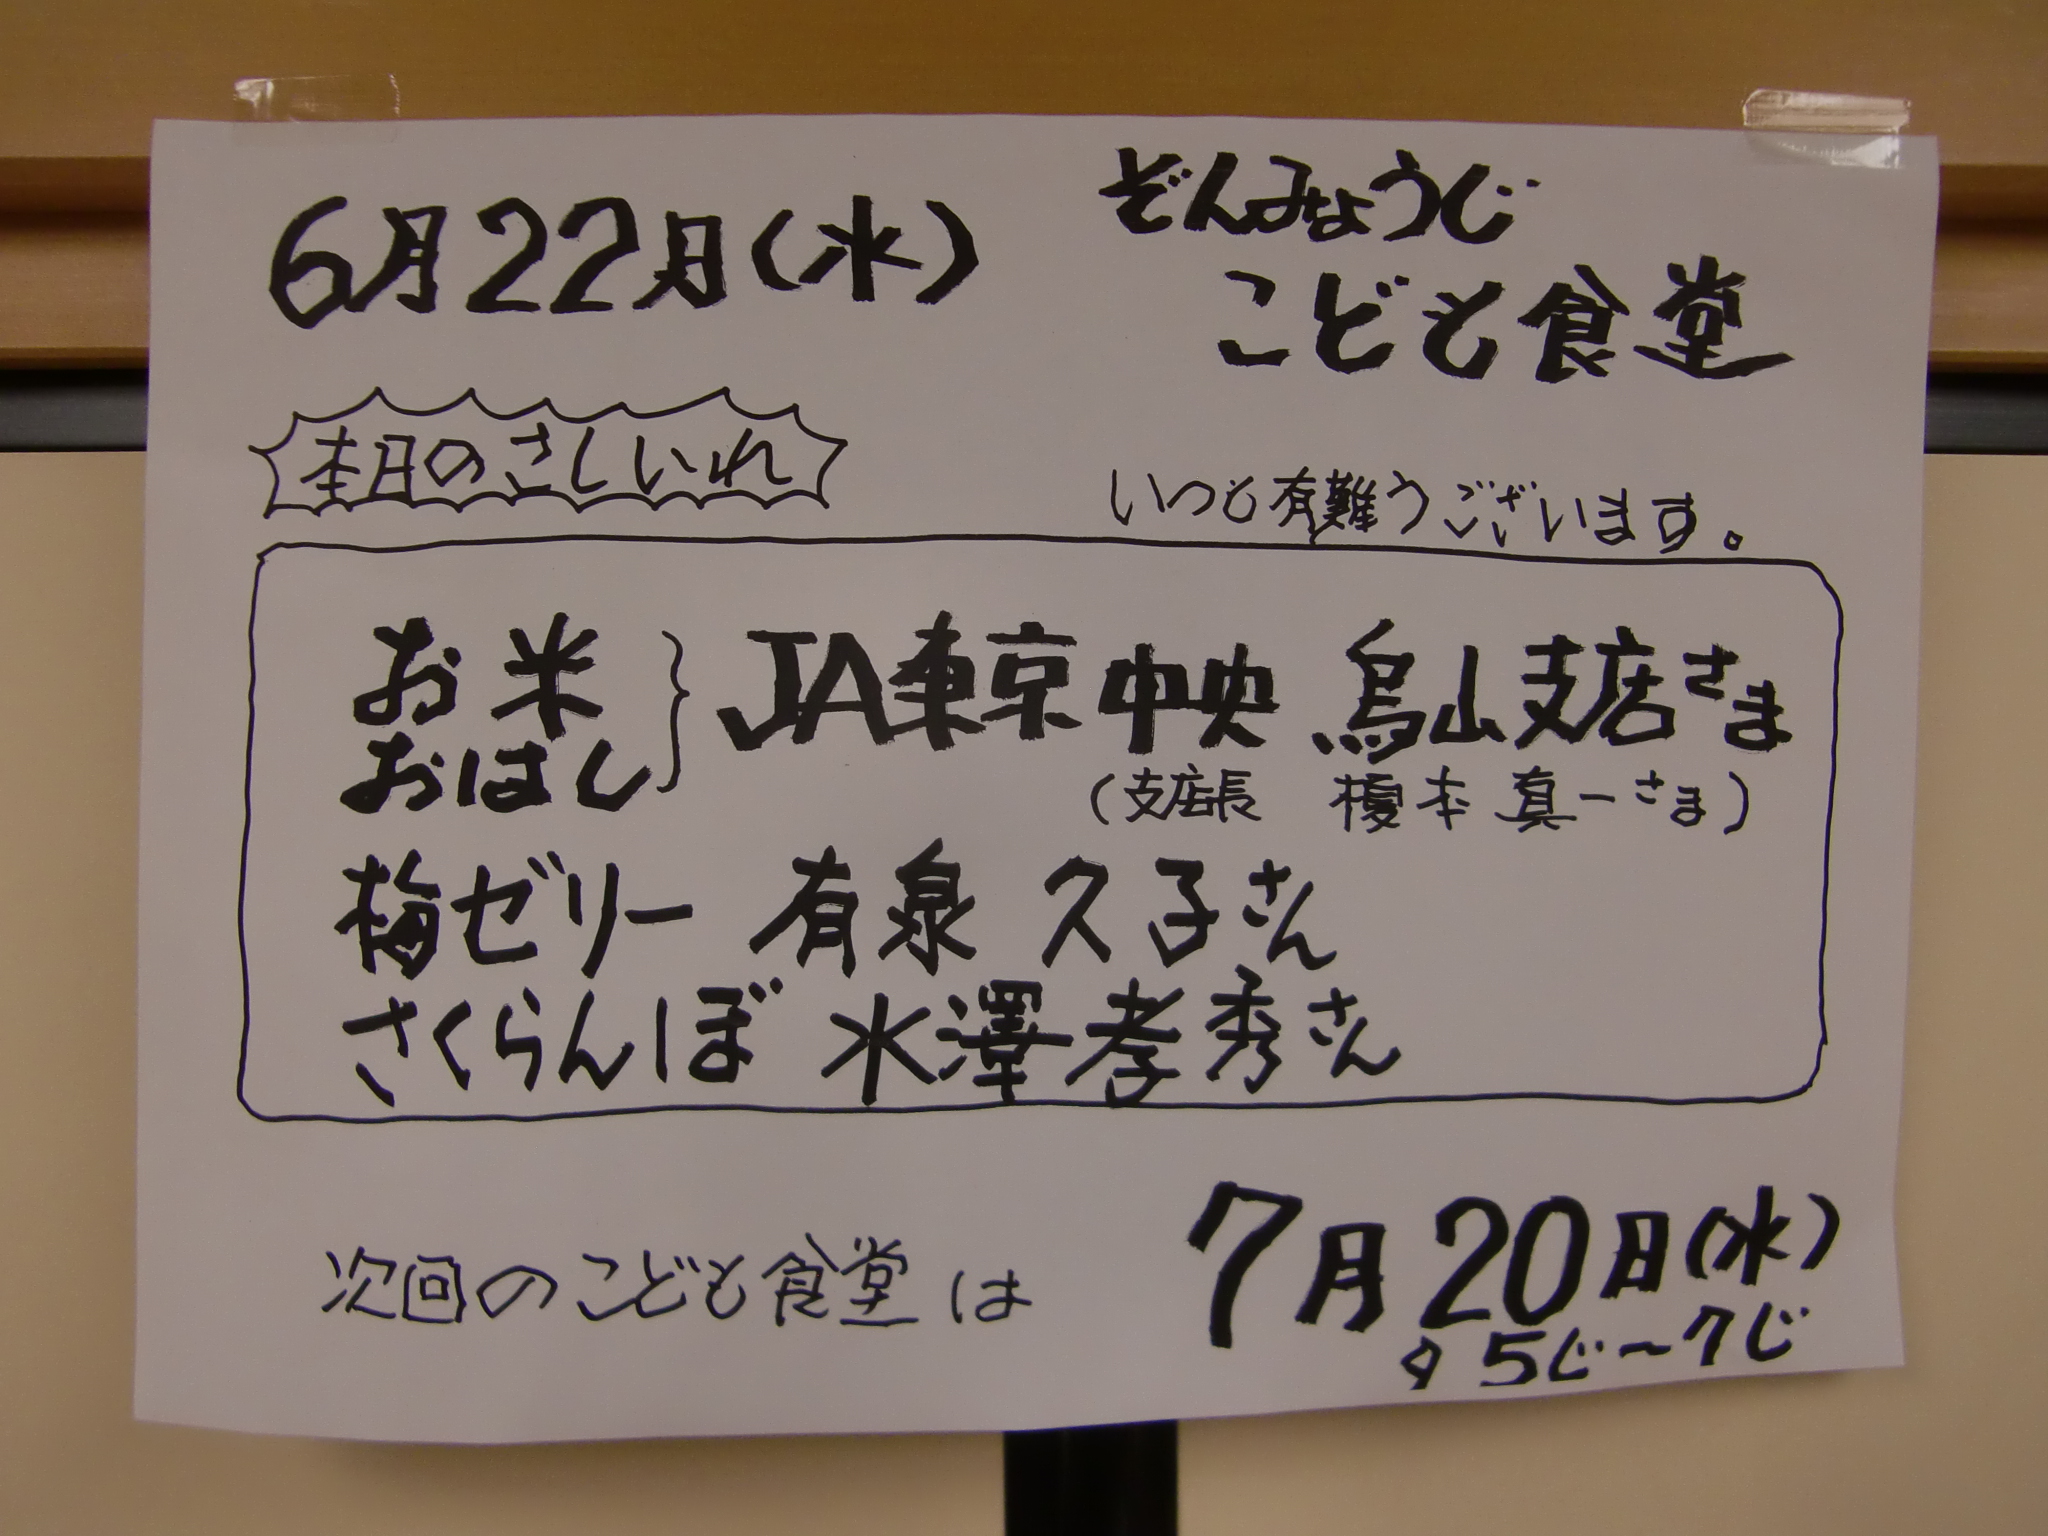 6月22日(水)
ぞんみょうじ
こども食堂
本日のさしいれ
いつも有難うございます。
お米
おはし
JA東京中央 烏山支店さま
(支店長 榎本真一さま)
梅ゼリー 有泉久子さん
さくらんぼ 水澤孝秀さん
次回のこども食堂は
7月20日(水)
夕5じ~7じ